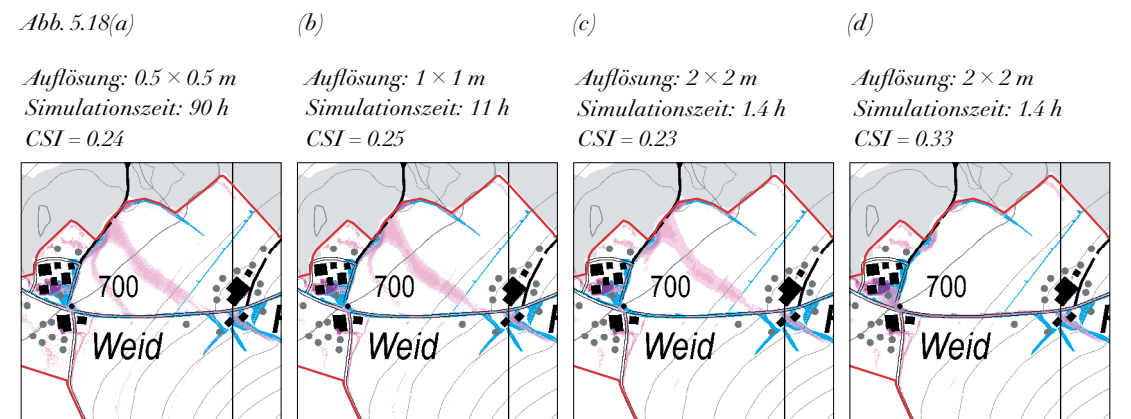 Abb. 5.18(a)
Auflösung: 0.5 × 0.5 m
Simulationszeit: 90 h
CSI = 0.24
700
Weid
(b)
Auflösung: 1 × 1 m
Simulationszeit: 11 h
CSI = 0.25
700
Weid
(c)
Auflösung: 2 × 2 m
Simulationszeit: 1.4 h
CSI = 0.23
700
Weid
(d)
Auflösung: 2 × 2 m
Simulationszeit: 1.4 h
CSI = 0.33
700
Weid